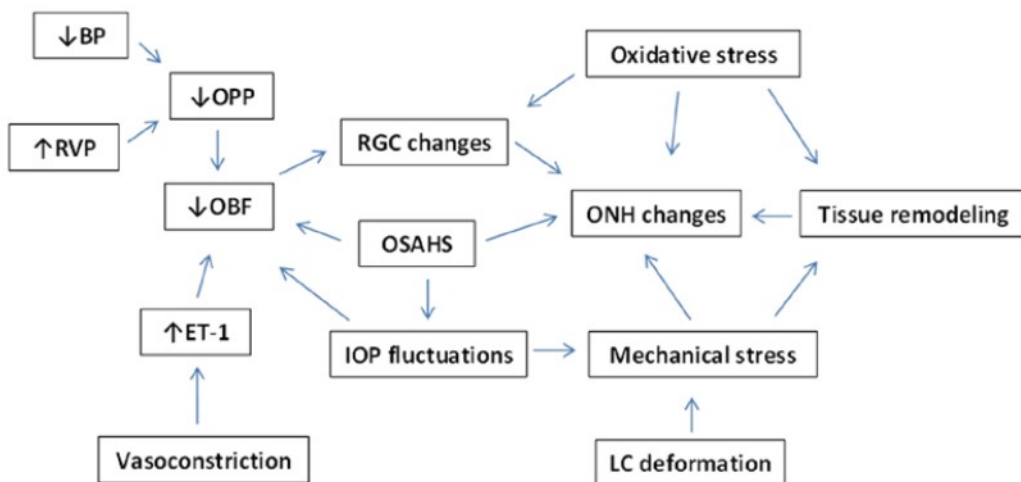 ↓BP
Oxidative stress
↓OPP
↑RVP
RGC changes
↓OBF
ONH changes
Tissue remodeling
OSAHS
↑ET-1
IOP fluctuations
Mechanical stress
Vasoconstriction
LC deformation